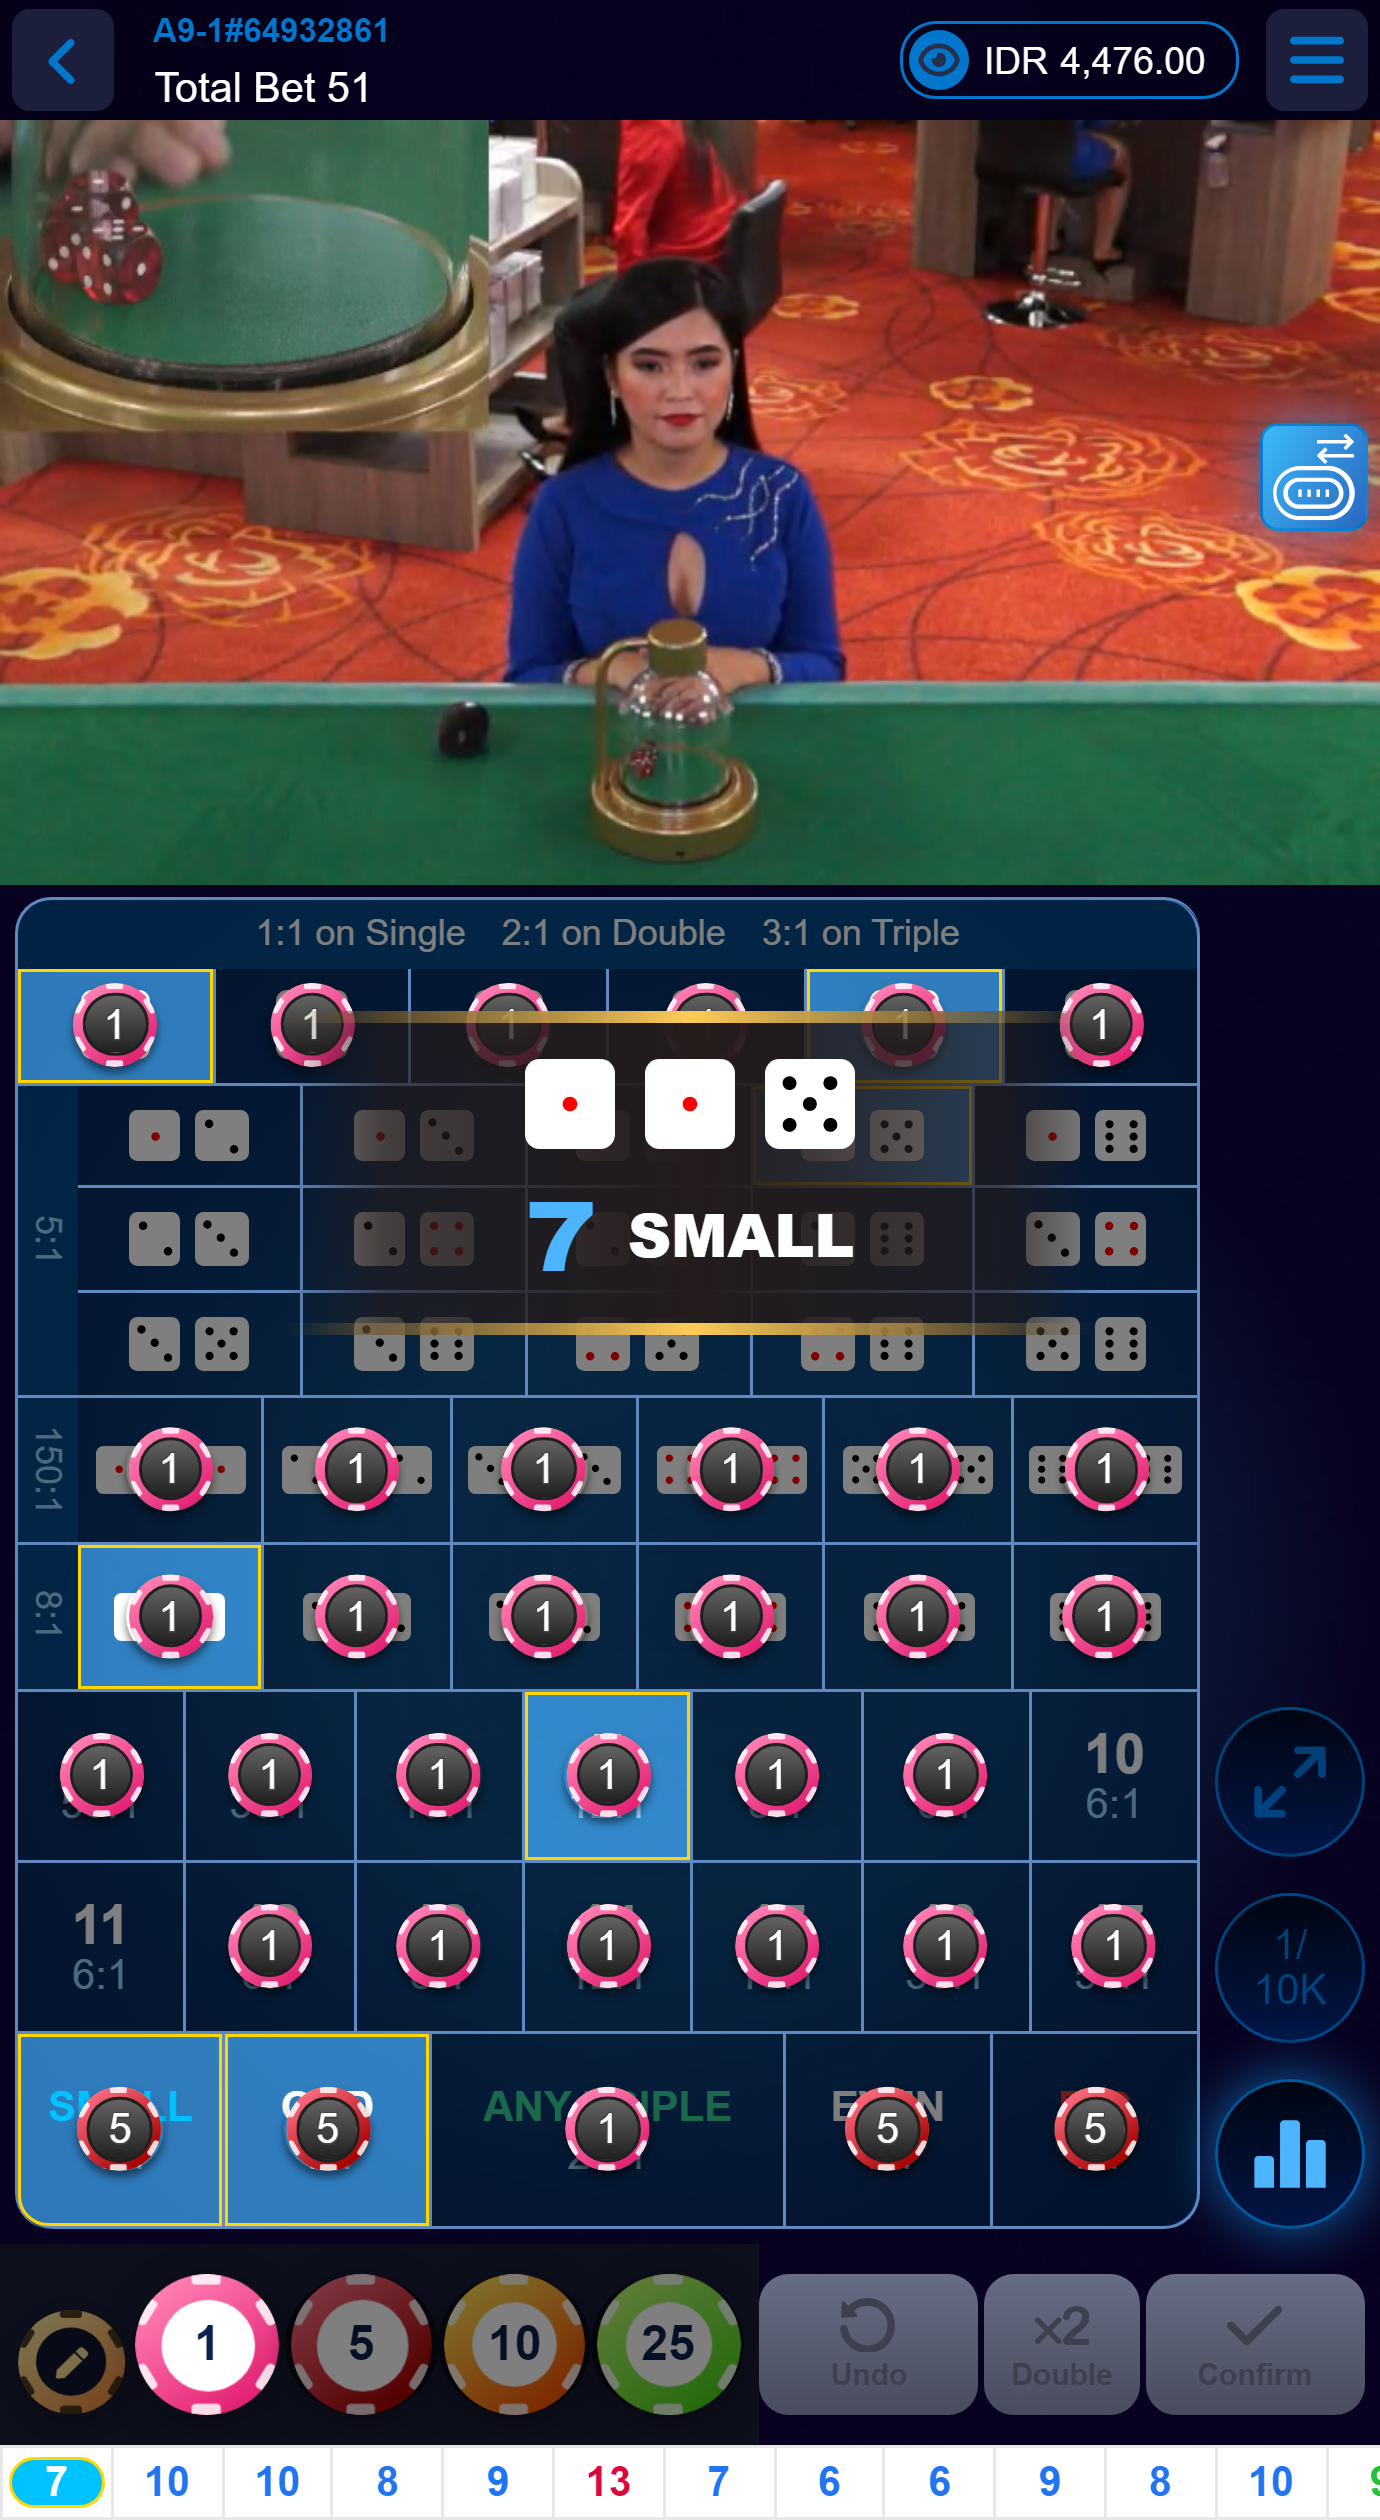 A9-1#64932861
Total Bet 51
IDR 4,476.00
1:1 on Single 2:1 on Double 3:1 on Triple
1 1 1 1 1 1
7 SMALL
5:1
150:1
1 1 1 1 1 1
8:1
1 1 1 1 1 1
1 1 1 1 1 1 10
6:1
11 1 1 1 1 1 1
6:1
1/
10K
ANY
5 5 1 5 5
1 5 10 25
Undo
x2
Double
Confirm
7 10 10 8 9 13 7 6 6 9 8 10